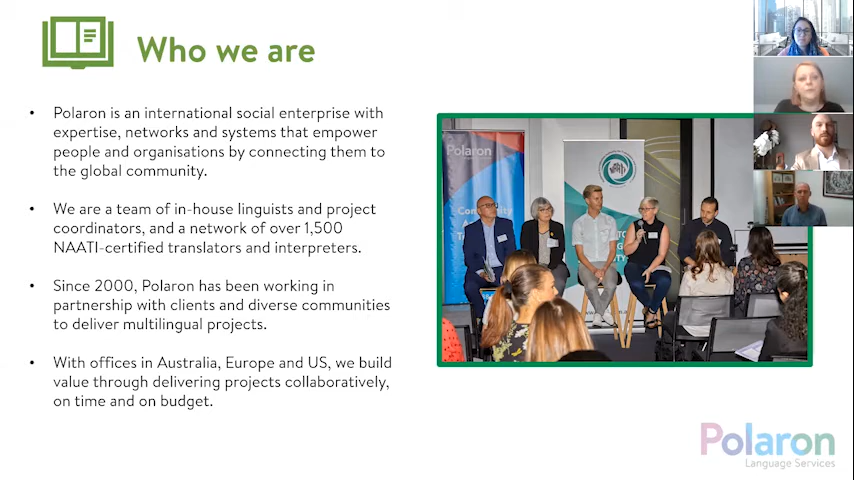 Who we are
• Polaron is an international social enterprise with
expertise, networks and systems that empower
people and organisations by connecting them to
the global community.
• We are a team of in-house linguists and project
coordinators, and a network of over 1,500
NAATI-certified translators and interpreters.
• Since 2000, Polaron has been working in
partnership with clients and diverse communities
to deliver multilingual projects.
• With offices in Australia, Europe and US, we build
value through delivering projects collaboratively,
on time and on budget.
Polaron
Polaron
Language Services